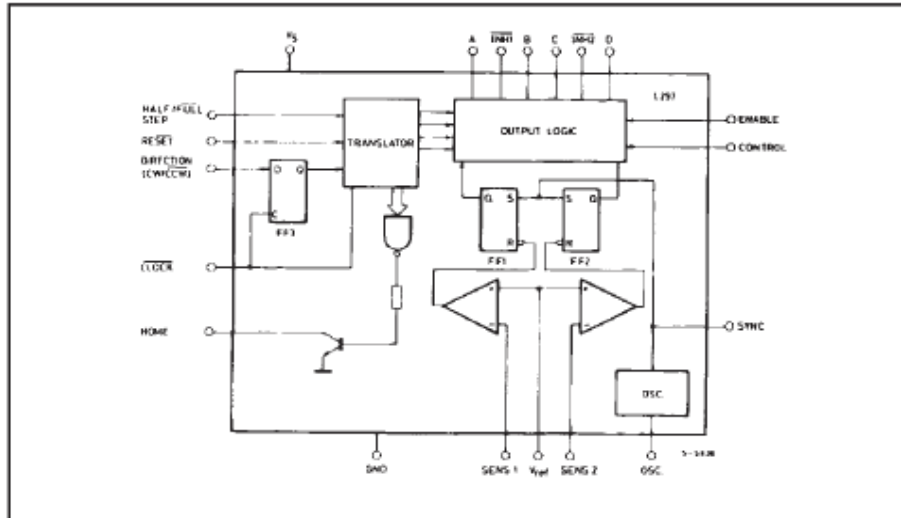 Vs A INH1 B C INH2 D
L297
HALF/FULL
STEP
RESET
DIRECTION
(CW/CCW)
CLOCK
HOME
TRANSLATOR
OUTPUT LOGIC
ENABLE
CONTROL
D Q
C
FF3
Q S
R
FF1
S Q
R
FF2
+ +
- -
SYNC
OSC.
GND SENS 1 Vref SENS 2 OSC.